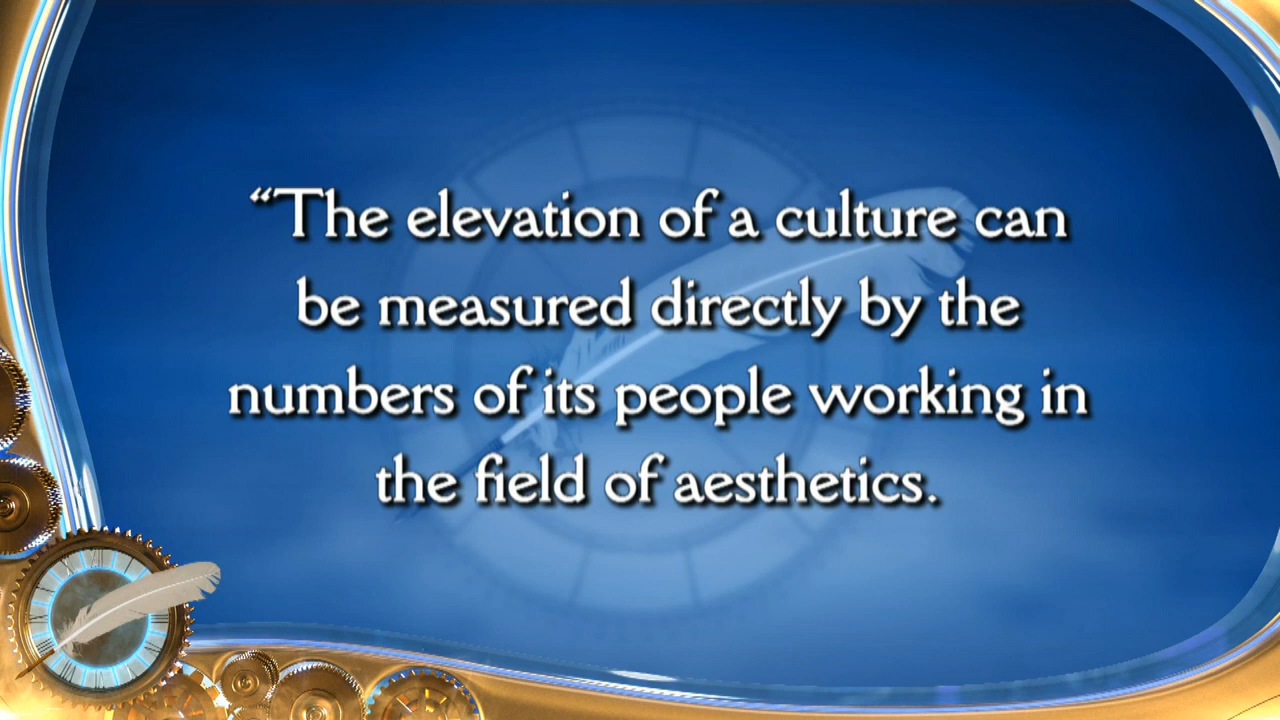 “The elevation of a culture can
be measured directly by the
numbers of its people working in
the field of aesthetics.